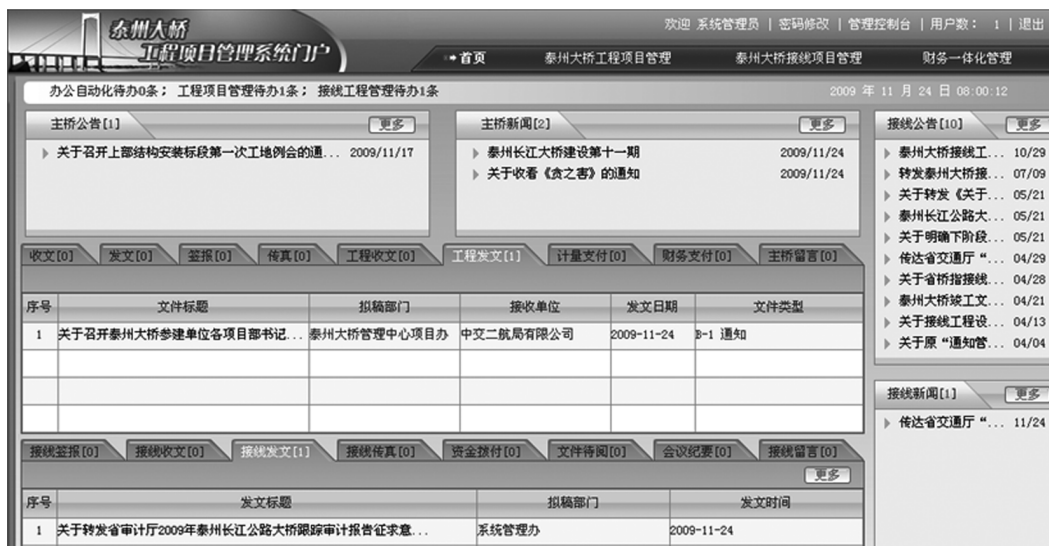 泰州大桥
工程项目管理系统门户
欢迎 系统管理员 | 密码修改 | 管理控制台 | 用户数: 1 | 退出
首页 泰州大桥工程项目管理 泰州大桥接线项目管理 财务一体化管理
办公自动化待办0条; 工程项目管理待办1条; 接线工程管理待办1条
2009 年 11 月 24 日 08:00:12
主桥公告[1] 更多
关于召开上部结构安装标段第一次工地例会的通... 2009/11/17
主桥新闻[2] 更多
泰州长江大桥建设第十一期 2009/11/24
关于收看《贪之害》的通知 2009/11/24
接线公告[10] 更多
泰州大桥接线工... 10/29
转发泰州大桥接... 07/09
关于转发《关于... 05/21
泰州长江公路大... 05/21
关于明确下阶段... 05/21
传达省交通厅“... 04/29
关于省桥指接线... 04/28
泰州大桥竣工文... 04/21
关于接线工程设... 04/13
关于原“通知管... 04/04
接线新闻[1] 更多
传达省交通厅“... 11/24
收文[0] 发文[0] 签报[0] 传真[0] 工程收文[0] 工程发文[1] 计量支付[0] 财务支付[0] 主桥留言[0]
序号 文件标题 拟稿部门 接收单位 发文日期 文件类型
1 关于召开泰州大桥参建单位各项目部书记... 泰州大桥管理中心项目办 中交二航局有限公司 2009-11-24 B-1 通知
接线签报[0] 接线收文[0] 接线发文[1] 接线传真[0] 资金拨付[0] 文件待阅[0] 会议纪要[0] 接线留言[0]
更多
序号 发文标题 拟稿部门 发文时间
1 关于转发省审计厅2009年泰州长江公路大桥跟踪审计报告征求意... 系统管理办 2009-11-24